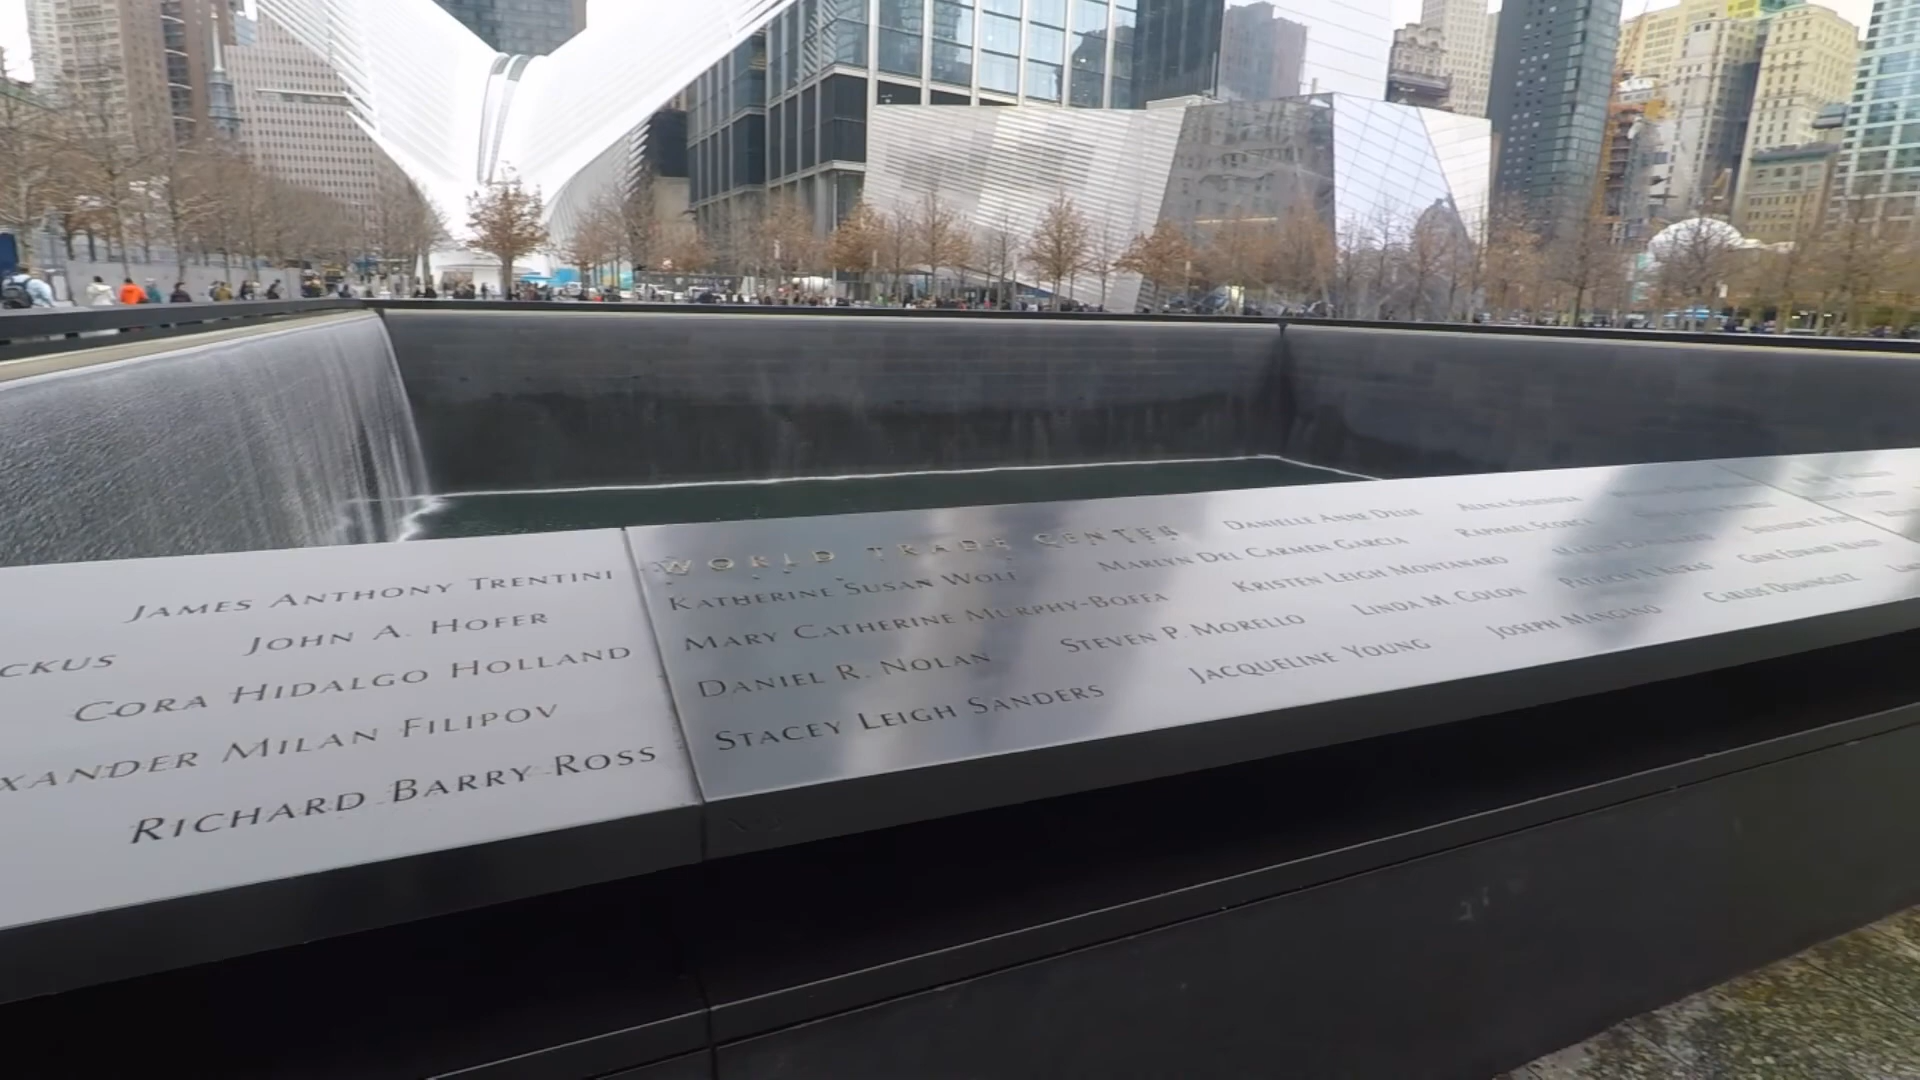 JAMES ANTHONY TRENTINI
JOHN A. HOFER
CKUS
CORA HIDALGO HOLLAND
XANDER MILAN FILIPOV
RICHARD BARRY ROSS
WORLD TRADE CENTER
DANIELLE ANNE DELIE
KATHERINE SUSAN WOLF
MARLYN DEL CARMEN GARCIA
RAPHAEL SCORCA
MARY CATHERINE MURPHY-BOFFA
KRISTEN LEIGH MONTANARO
DANIEL R. NOLAN
STEVEN P. MORELLO
LINDA M. COLON
STACEY LEIGH SANDERS
JACQUELINE YOUNG
JOSEPH MANGANO
CARLOS DOMINGUEZ